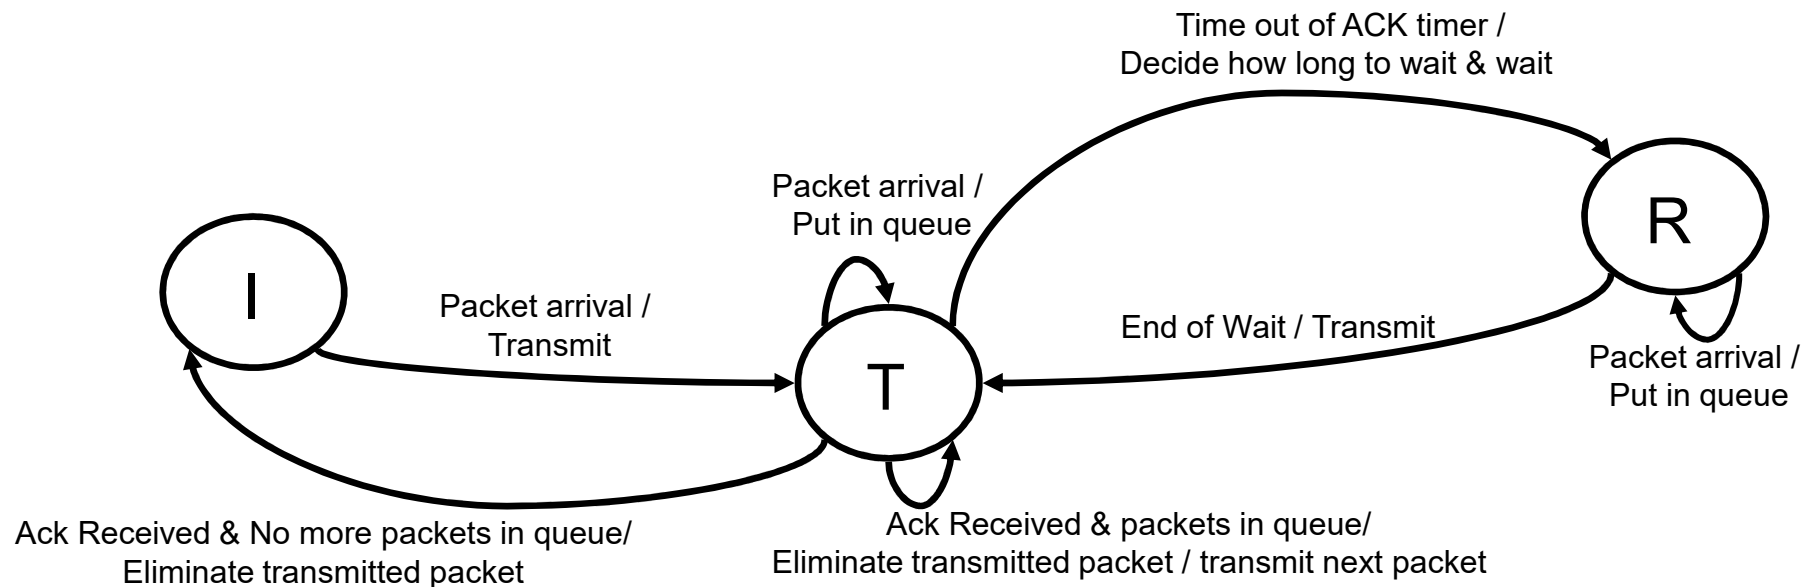 Time out of ACK timer /
Decide how long to wait & wait
Packet arrival /
Put in queue
R
I
Packet arrival /
Transmit
End of Wait / Transmit
T
Packet arrival /
Put in queue
Ack Received & No more packets in queue/
Eliminate transmitted packet
Ack Received & packets in queue/
Eliminate transmitted packet / transmit next packet